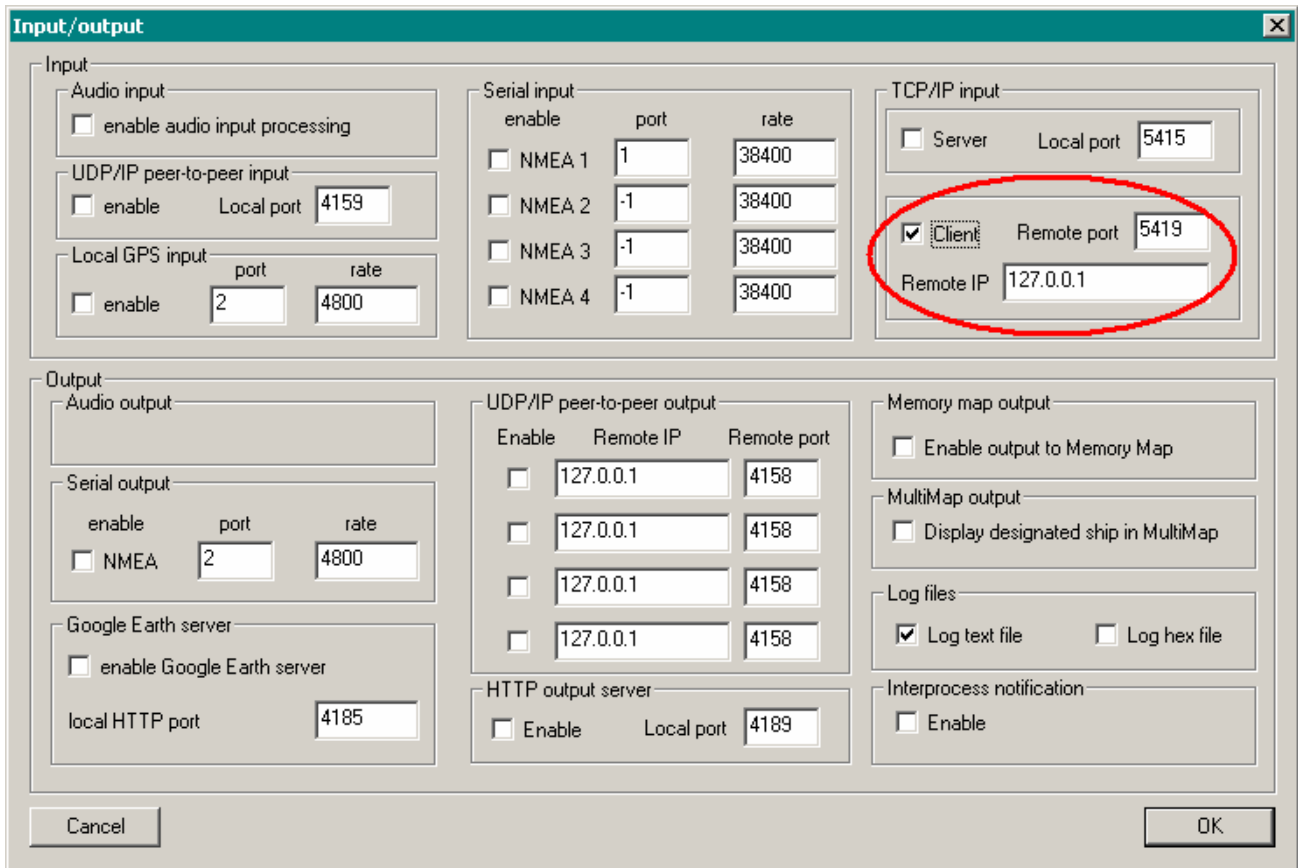 Input/output
Input
Audio input
enable audio input processing
UDP/IP peer-to-peer input
enable Local port 4159
Local GPS input
port rate
enable 2 4800
Serial input
enable port rate
NMEA 1 1 38400
NMEA 2 -1 38400
NMEA 3 -1 38400
NMEA 4 -1 38400
TCP/IP input
Server Local port 5415
Client Remote port 5419
Remote IP 127.0.0.1
Output
Audio output
Serial output
enable port rate
NMEA 2 4800
Google Earth server
enable Google Earth server
local HTTP port 4185
UDP/IP peer-to-peer output
Enable Remote IP Remote port
127.0.0.1 4158
127.0.0.1 4158
127.0.0.1 4158
127.0.0.1 4158
HTTP output server
Enable Local port 4189
Memory map output
Enable output to Memory Map
MultiMap output
Display designated ship in MultiMap
Log files
Log text file Log hex file
Interprocess notification
Enable
Cancel OK